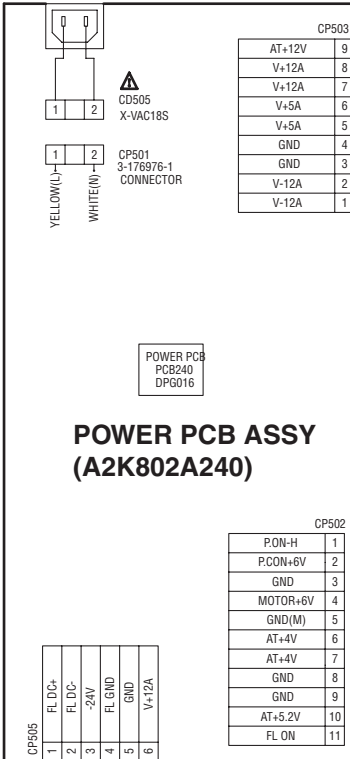 CP503
AT+12V 9
V+12A 8
V+12A 7
V+5A 6
V+5A 5
GND 4
GND 3
V-12A 2
V-12A 1
1 2
CD505
X-VAC18S
1 2
CP501
3-176976-1
CONNECTOR
YELLOW(L)
WHITE(N)
POWER PCB
PCB240
DPG016
POWER PCB ASSY
(A2K802A240)
CP502
P.ON-H 1
P.CON+6V 2
GND 3
MOTOR+6V 4
GND(M) 5
AT+4V 6
AT+4V 7
GND 8
GND 9
AT+5.2V 10
FL ON 11
CP505
FL DC+ 1
FL DC- 2
-24V 3
FL GND 4
GND 5
V+12A 6